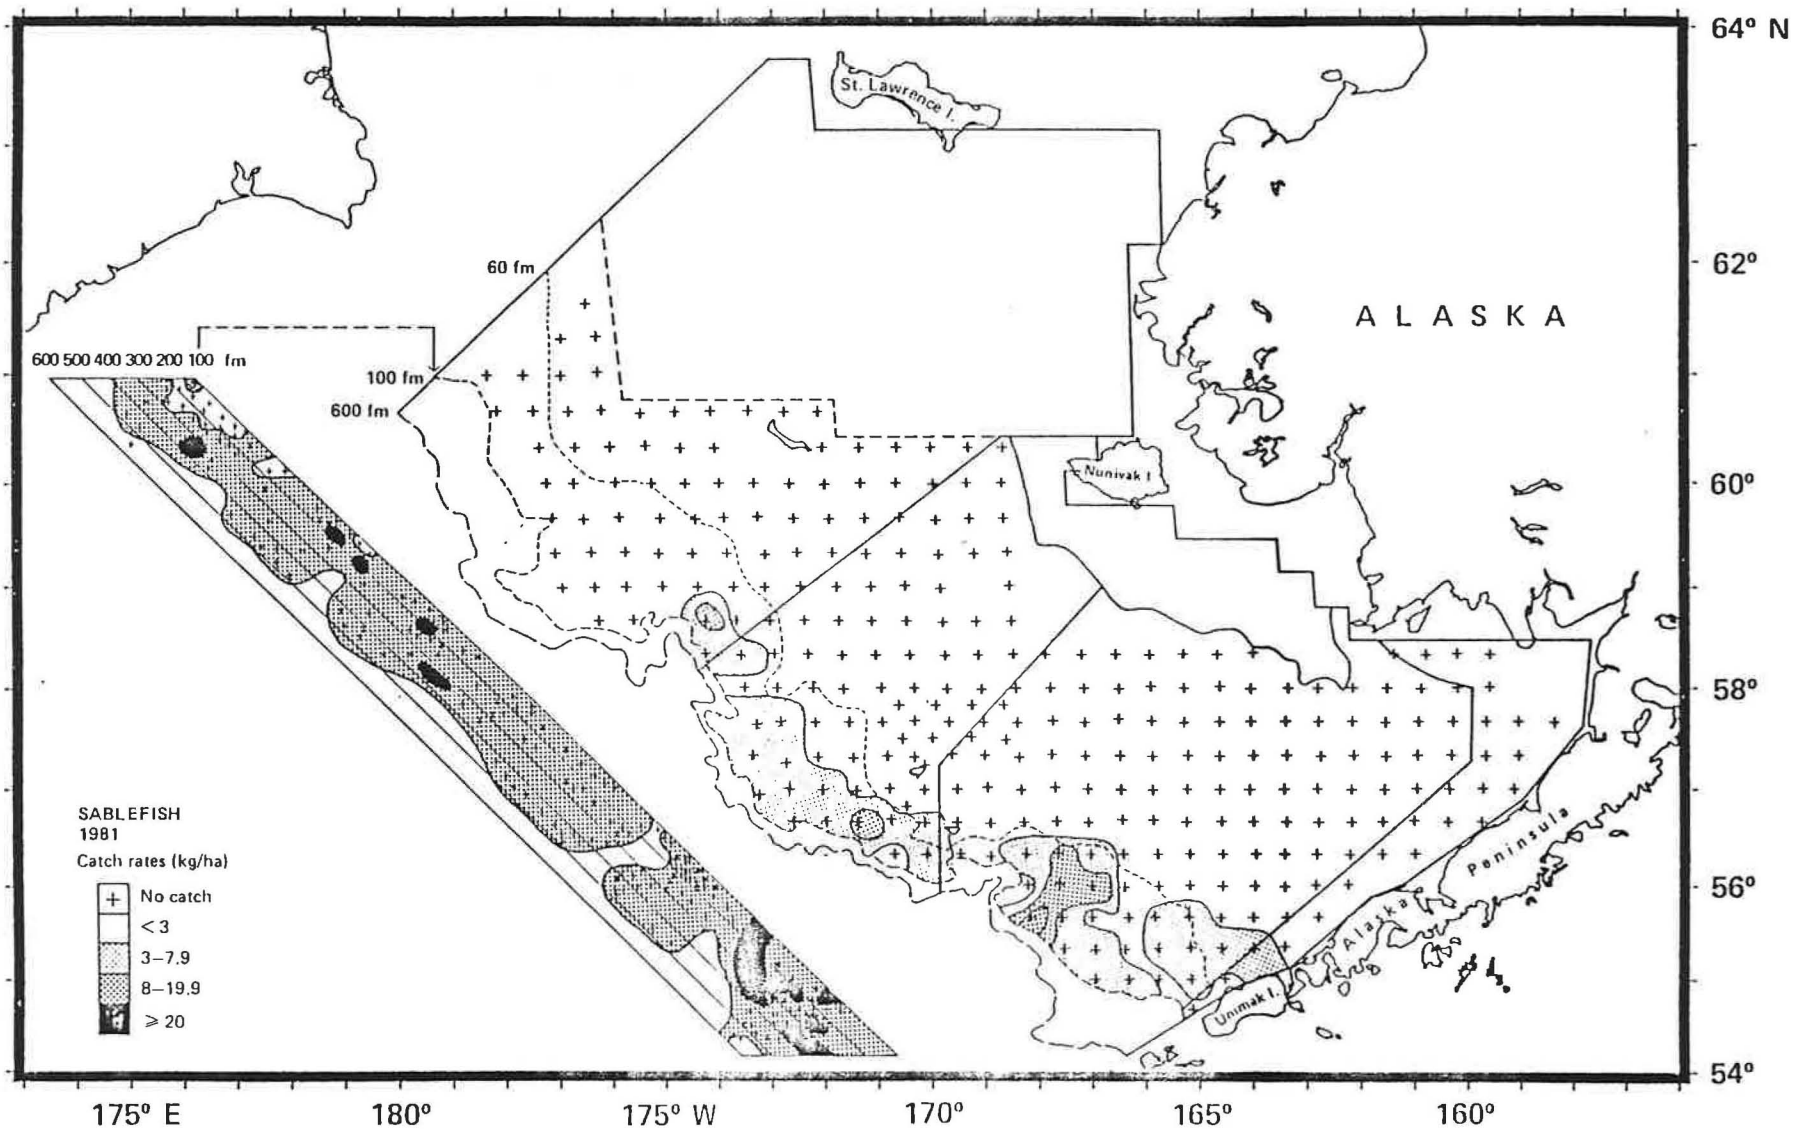 64° N
St. Lawrence I.
60 fm
62°
ALASKA
600 500 400 300 200 100 fm
100 fm
600 fm
Nunivak I
60°
58°
SABLEFISH
1981
Catch rates (kg/ha)
+ No catch
< 3
3–7.9
8–19.9
≥ 20
Alaska Peninsula
56°
Unimak I.
54°
175° E 180° 175° W 170° 165° 160°